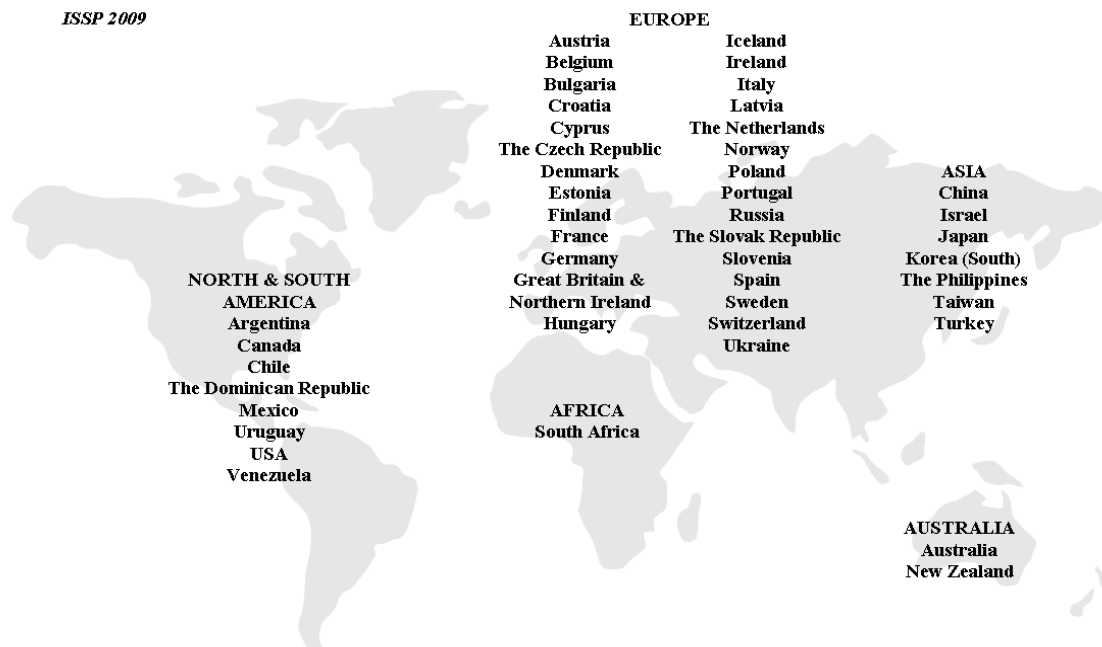 ISSP 2009
EUROPE
Austria
Belgium
Bulgaria
Croatia
Cyprus
The Czech Republic
Denmark
Estonia
Finland
France
Germany
Great Britain &
Northern Ireland
Hungary
Iceland
Ireland
Italy
Latvia
The Netherlands
Norway
Poland
Portugal
Russia
The Slovak Republic
Slovenia
Spain
Sweden
Switzerland
Ukraine
ASIA
China
Israel
Japan
Korea (South)
The Philippines
Taiwan
Turkey
NORTH & SOUTH
AMERICA
Argentina
Canada
Chile
The Dominican Republic
Mexico
Uruguay
USA
Venezuela
AFRICA
South Africa
AUSTRALIA
Australia
New Zealand